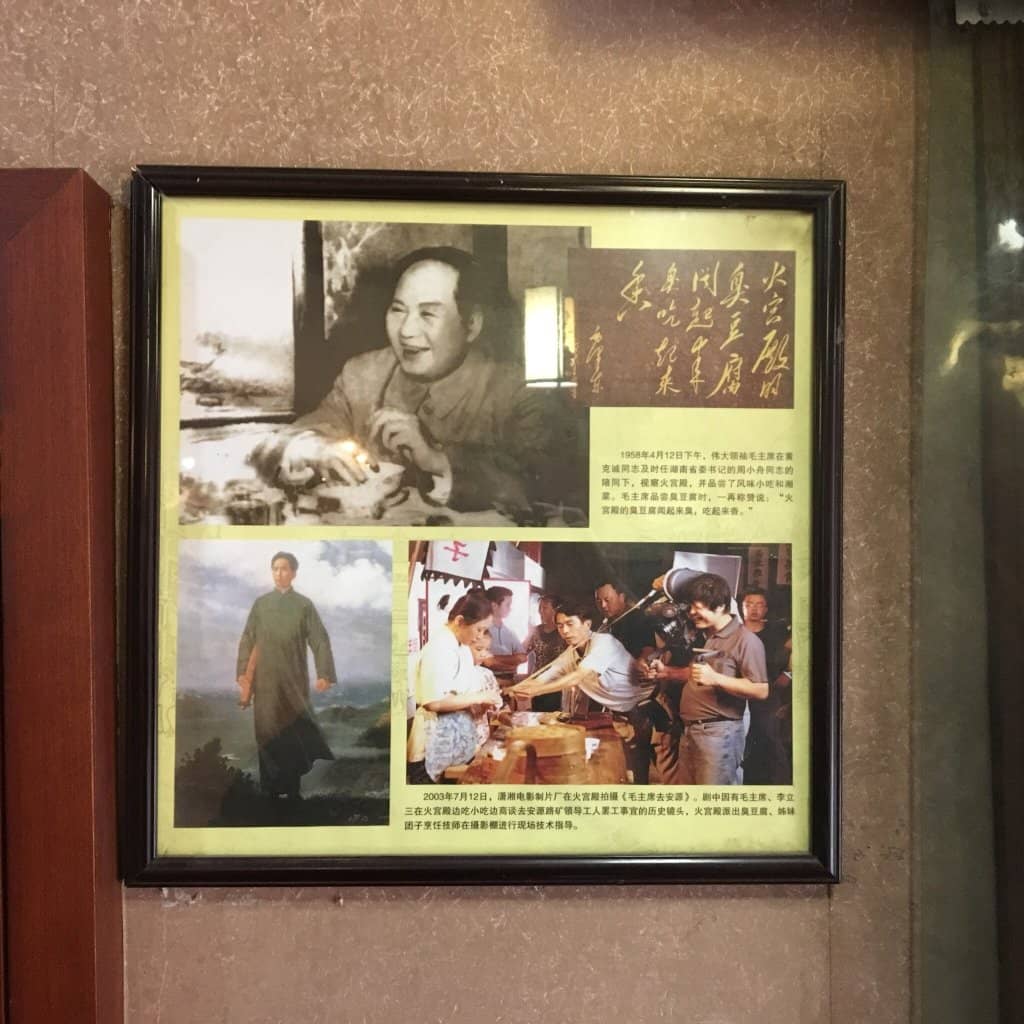 火宫殿的
臭豆腐
闻起来
臭吃起来
香
毛泽东
1958年4月12日下午，伟大领袖毛主席在黄
克诚同志及时任湖南省委书记的周小舟同志的
陪同下，视察火宫殿，并品尝了风味小吃和湘
菜。毛主席品尝臭豆腐时，一再称赞说：“火
宫殿的臭豆腐闻起来臭，吃起来香。”
子
2003年7月12日，潇湘电影制片厂在火宫殿拍摄《毛主席去安源》。剧中因有毛主席、李立
三在火宫殿边吃小吃边商谈去安源路矿领导工人罢工事宜的历史镜头，火宫殿派出臭豆腐、姊妹
团子烹饪技师在摄影棚进行现场技术指导。